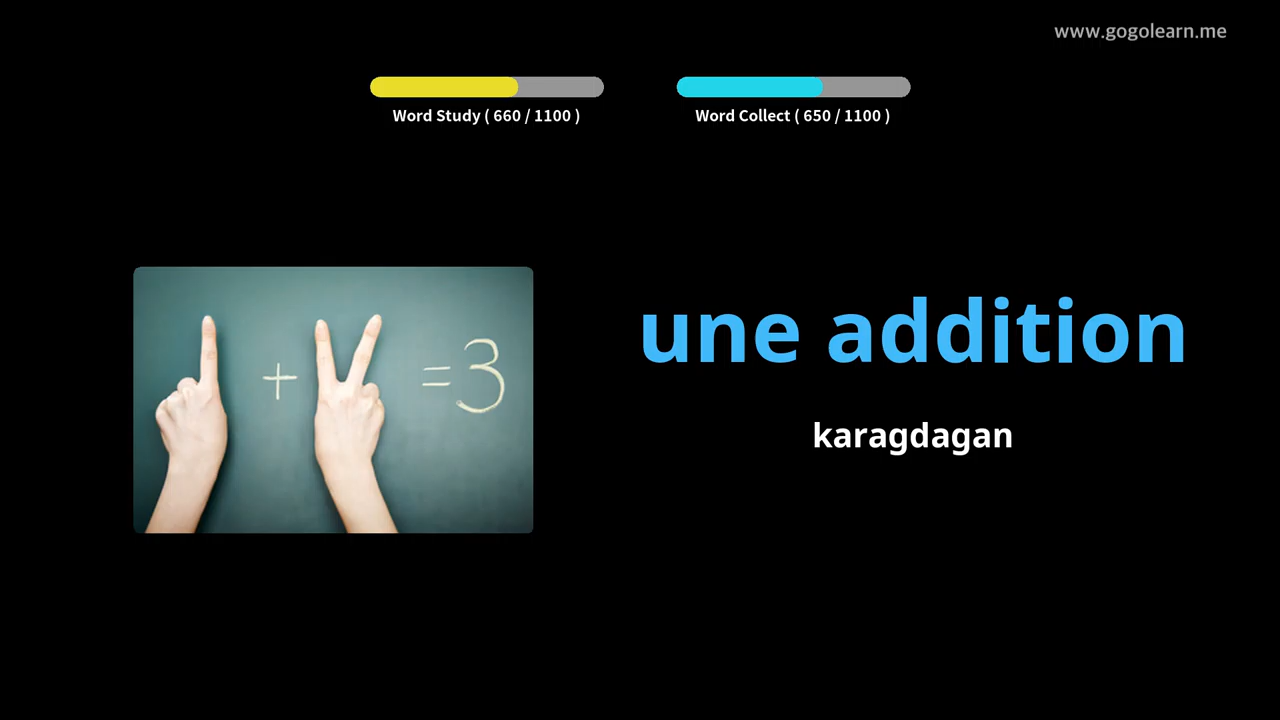 www.gogolearn.me
Word Study ( 660 / 1100 )
Word Collect ( 650 / 1100 )
+ = 3
une addition
karagdagan